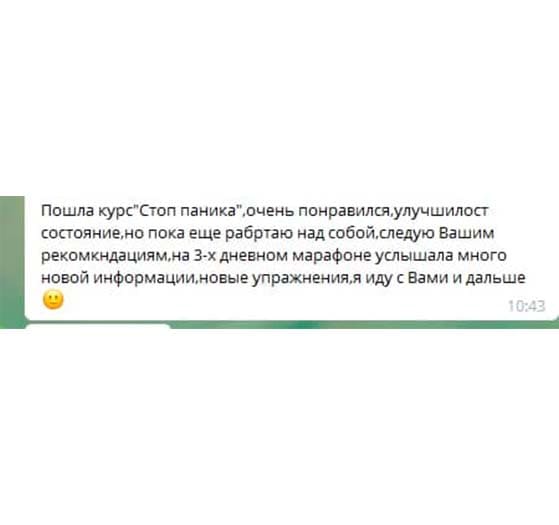 Пошла курс"Стоп паника",очень понравился,улучшилост
состояние,но пока еще рабртаю над собой,следую Вашим
рекомкндациям,на 3-х дневном марафоне услышала много
новой информации,новые упражнения,я иду с Вами и дальше
🙂
10:43